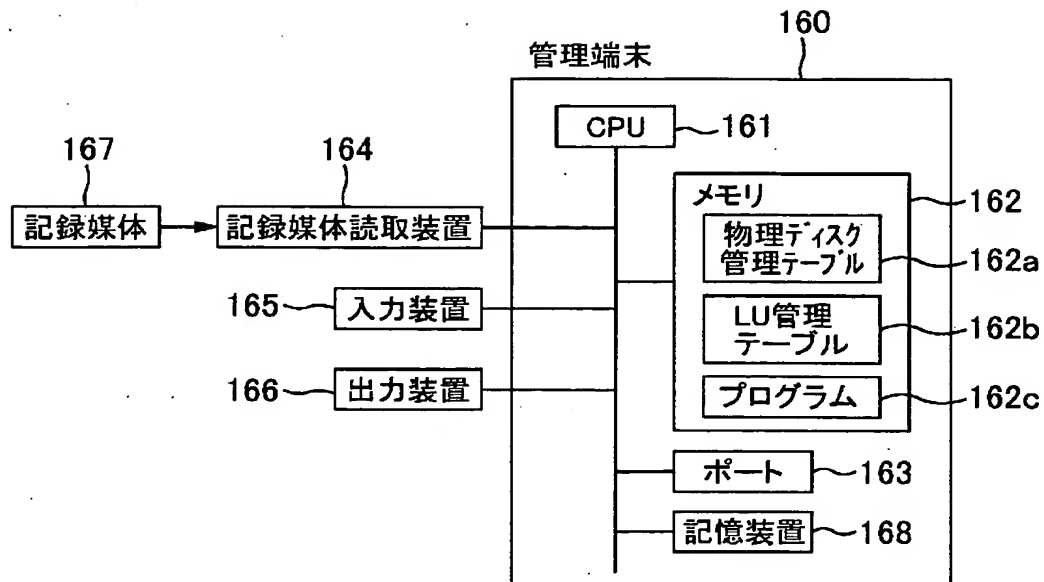 160
管理端末
CPU
161
167
164
メモリ
162
記録媒体
記録媒体読取装置
物理ディスク
管理テーブル
162a
165
入力装置
LU管理
テーブル
162b
166
出力装置
プログラム
162c
ポート
163
記憶装置
168